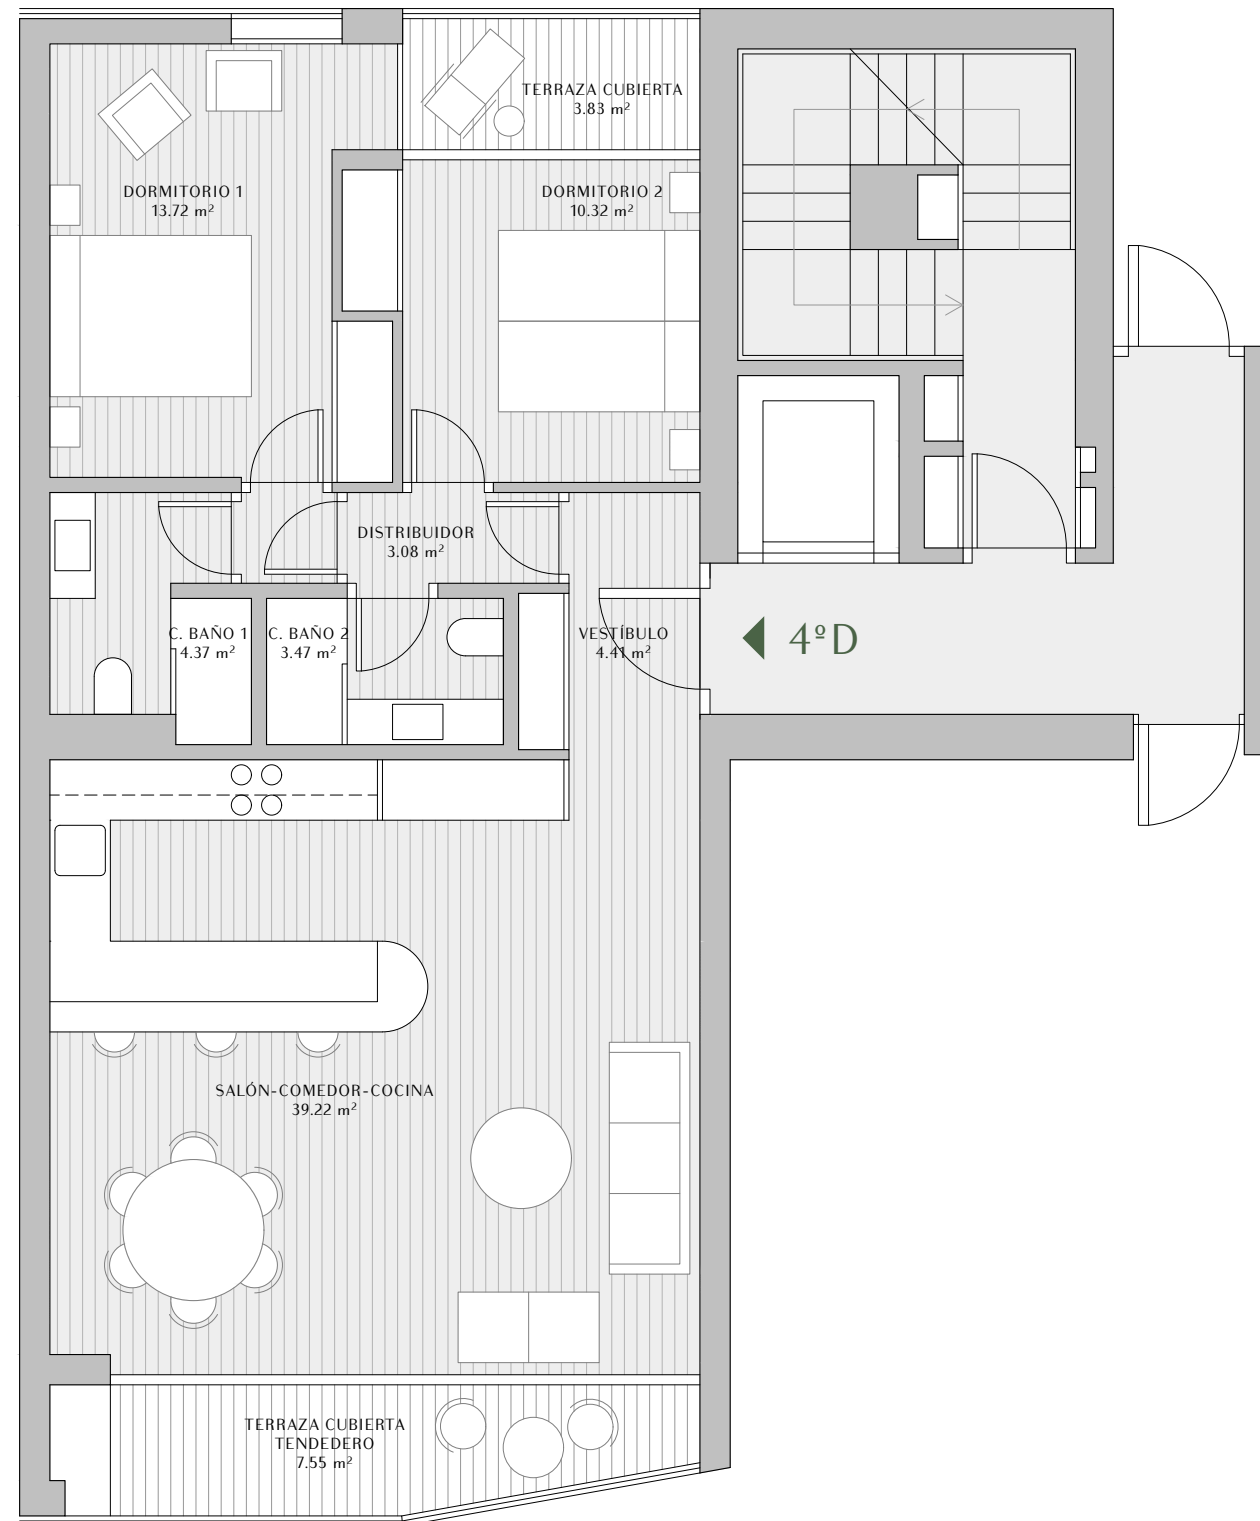 TERRAZA CUBIERTA
3.83 m²
DORMITORIO 1
13.72 m²
DORMITORIO 2
10.32 m²
DISTRIBUIDOR
3.08 m²
C. BAÑO 1
4.37 m²
C. BAÑO 2
3.47 m²
VESTÍBULO
4.41 m²
4ºD
SALÓN-COMEDOR-COCINA
39.22 m²
TERRAZA CUBIERTA
TENDEDERO
7.55 m²